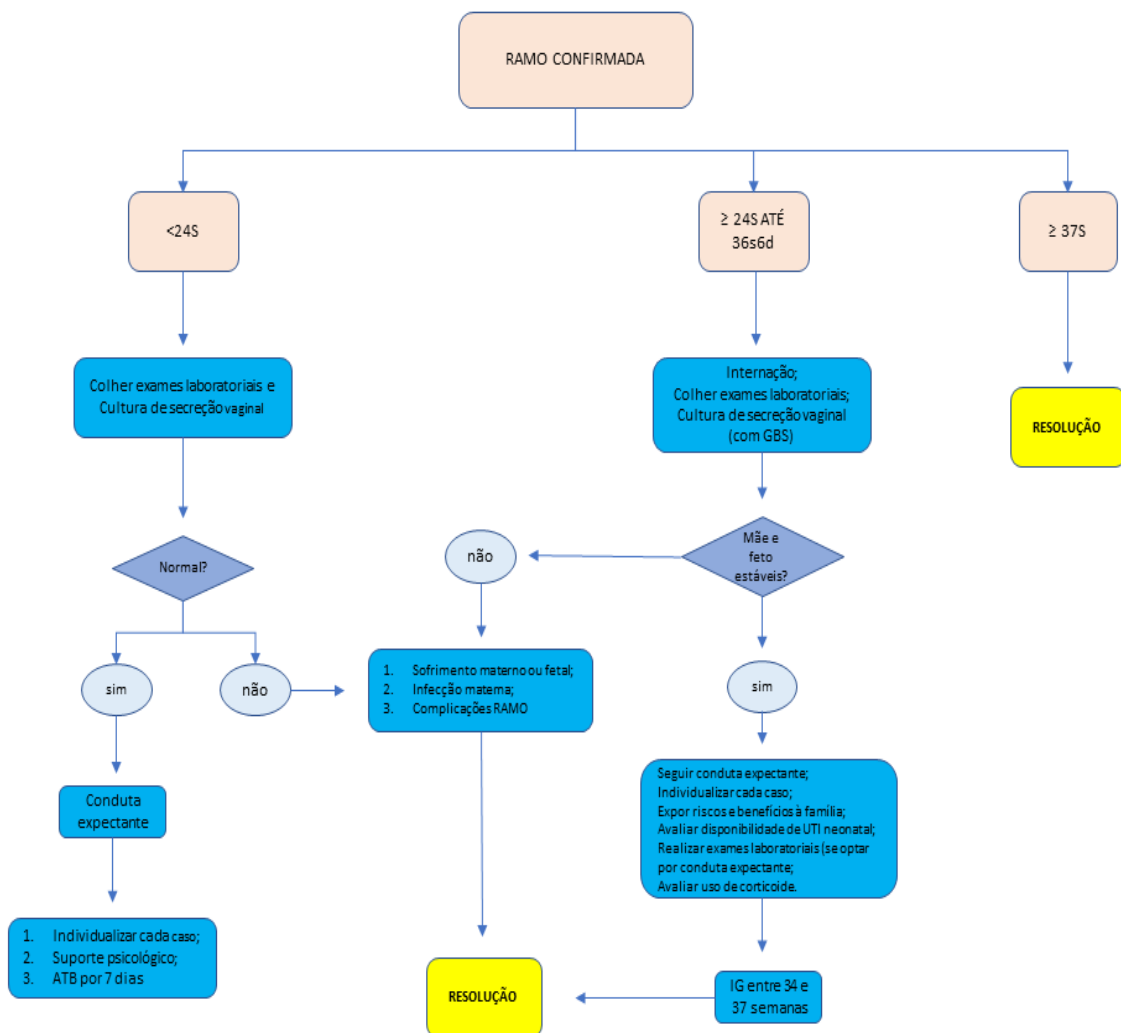 RAMO CONFIRMADA
<24S
≥ 24S ATÉ
36s6d
≥ 37S
Colher exames laboratoriais e
Cultura de secreção vaginal
Internação;
Colher exames laboratoriais;
Cultura de secreção vaginal
(com GBS)
RESOLUÇÃO
Normal?
não
Mãe e
feto
estáveis?
sim
não
1. Sofrimento materno ou fetal;
2. Infecção materna;
3. Complicações RAMO
sim
Conduta
expectante
Seguir conduta expectante;
Individualizar cada caso;
Expor riscos e benefícios à família;
Avaliar disponibilidade de UTI neonatal;
Realizar exames laboratoriais (se optar
por conduta expectante;
Avaliar uso de corticoide.
1. Individualizar cada caso;
2. Suporte psicológico;
3. ATB por 7 dias
RESOLUÇÃO
IG entre 34 e
37 semanas